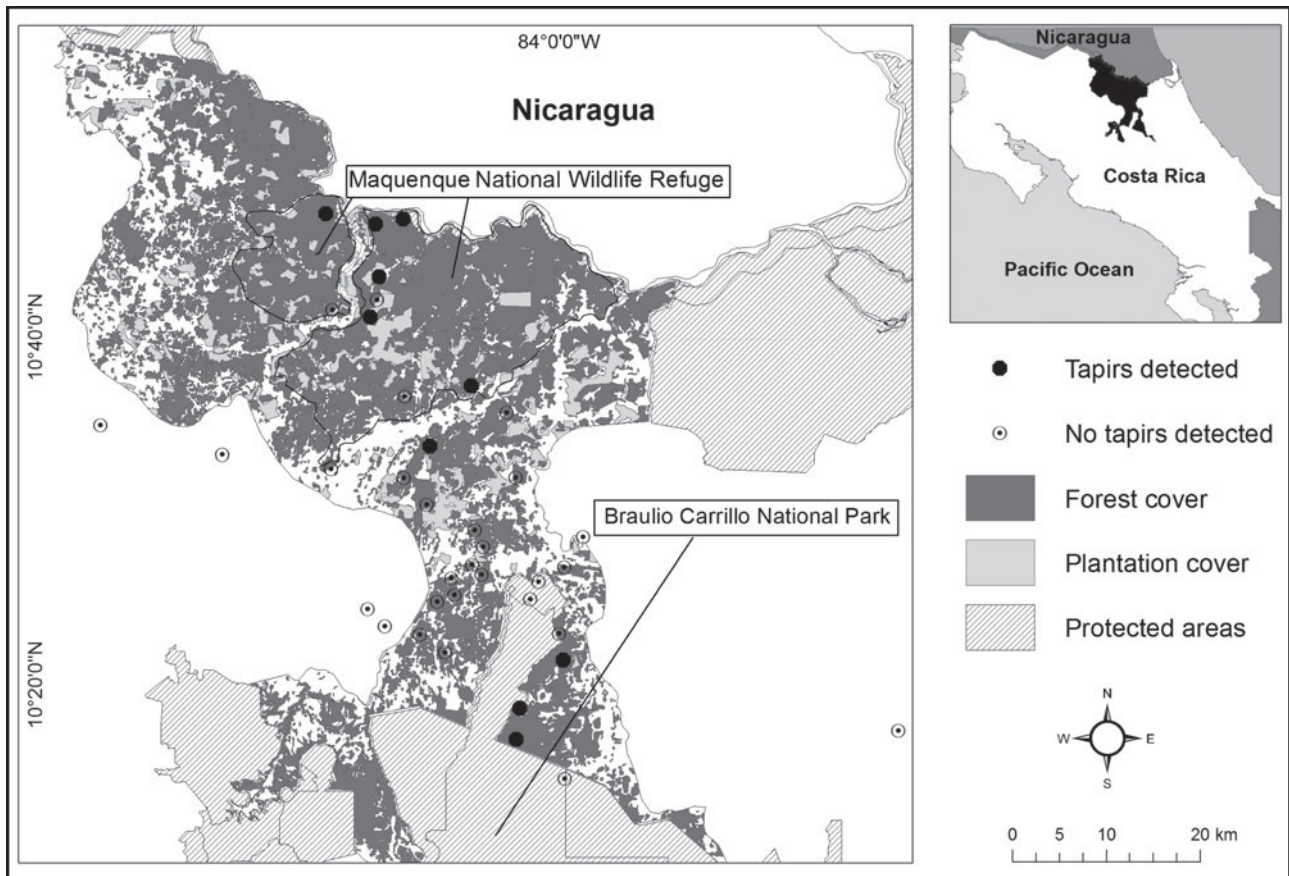 84°0'0"W
Nicaragua
Maquenque National Wildlife Refuge
10°40'0"N
Braulio Carrillo National Park
10°20'0"N
Nicaragua
Costa Rica
Pacific Ocean
Tapirs detected
No tapirs detected
Forest cover
Plantation cover
Protected areas
N
W E
S
0 5 10 20 km